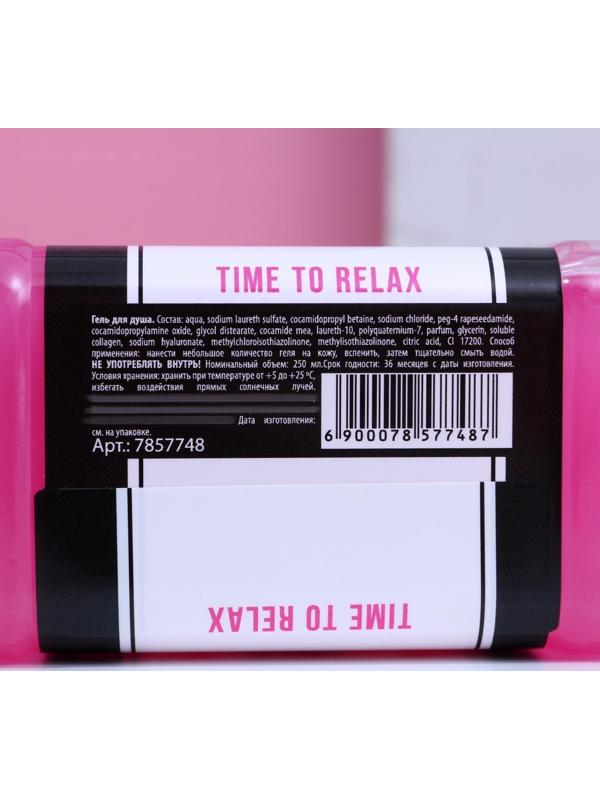 TIME TO RELAX
Гель для душа. Состав: aqua, sodium laureth sulfate, cocamidopropyl betaine, sodium chloride, peg-4 rapeseedamide,
cocamidopropylamine oxide, glycol distearate, cocamide mea, laureth-10, polyquaternium-7, parfum, glycerin, soluble
collagen, sodium hyaluronate, methylchloroisothiazolinone, methylisothiazolinone, citric acid, CI 17200. Способ
применения: нанести небольшое количество геля на кожу, вспенить, затем тщательно смыть водой.
НЕ УПОТРЕБЛЯТЬ ВНУТРЬ! Номинальный объем: 250 мл.Срок годности: 36 месяцев с даты изготовления.
Условия хранения: хранить при температуре от +5 до +25 °С,
избегать воздействия прямых солнечных лучей.
Дата изготовления:
см. на упаковке.
Арт.: 7857748
6 900078 577487
TIME TO RELAX